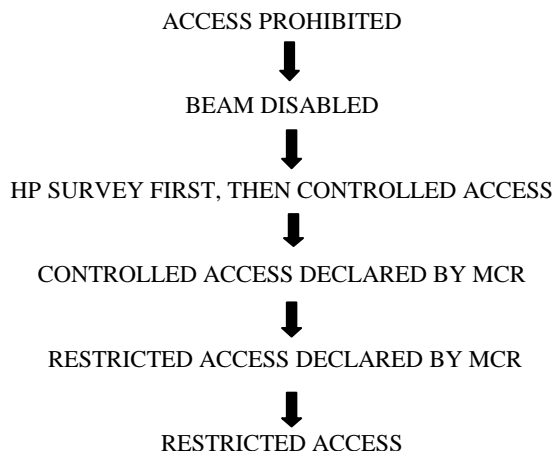 ACCESS PROHIBITED
BEAM DISABLED
HP SURVEY FIRST, THEN CONTROLLED ACCESS
CONTROLLED ACCESS DECLARED BY MCR
RESTRICTED ACCESS DECLARED BY MCR
RESTRICTED ACCESS